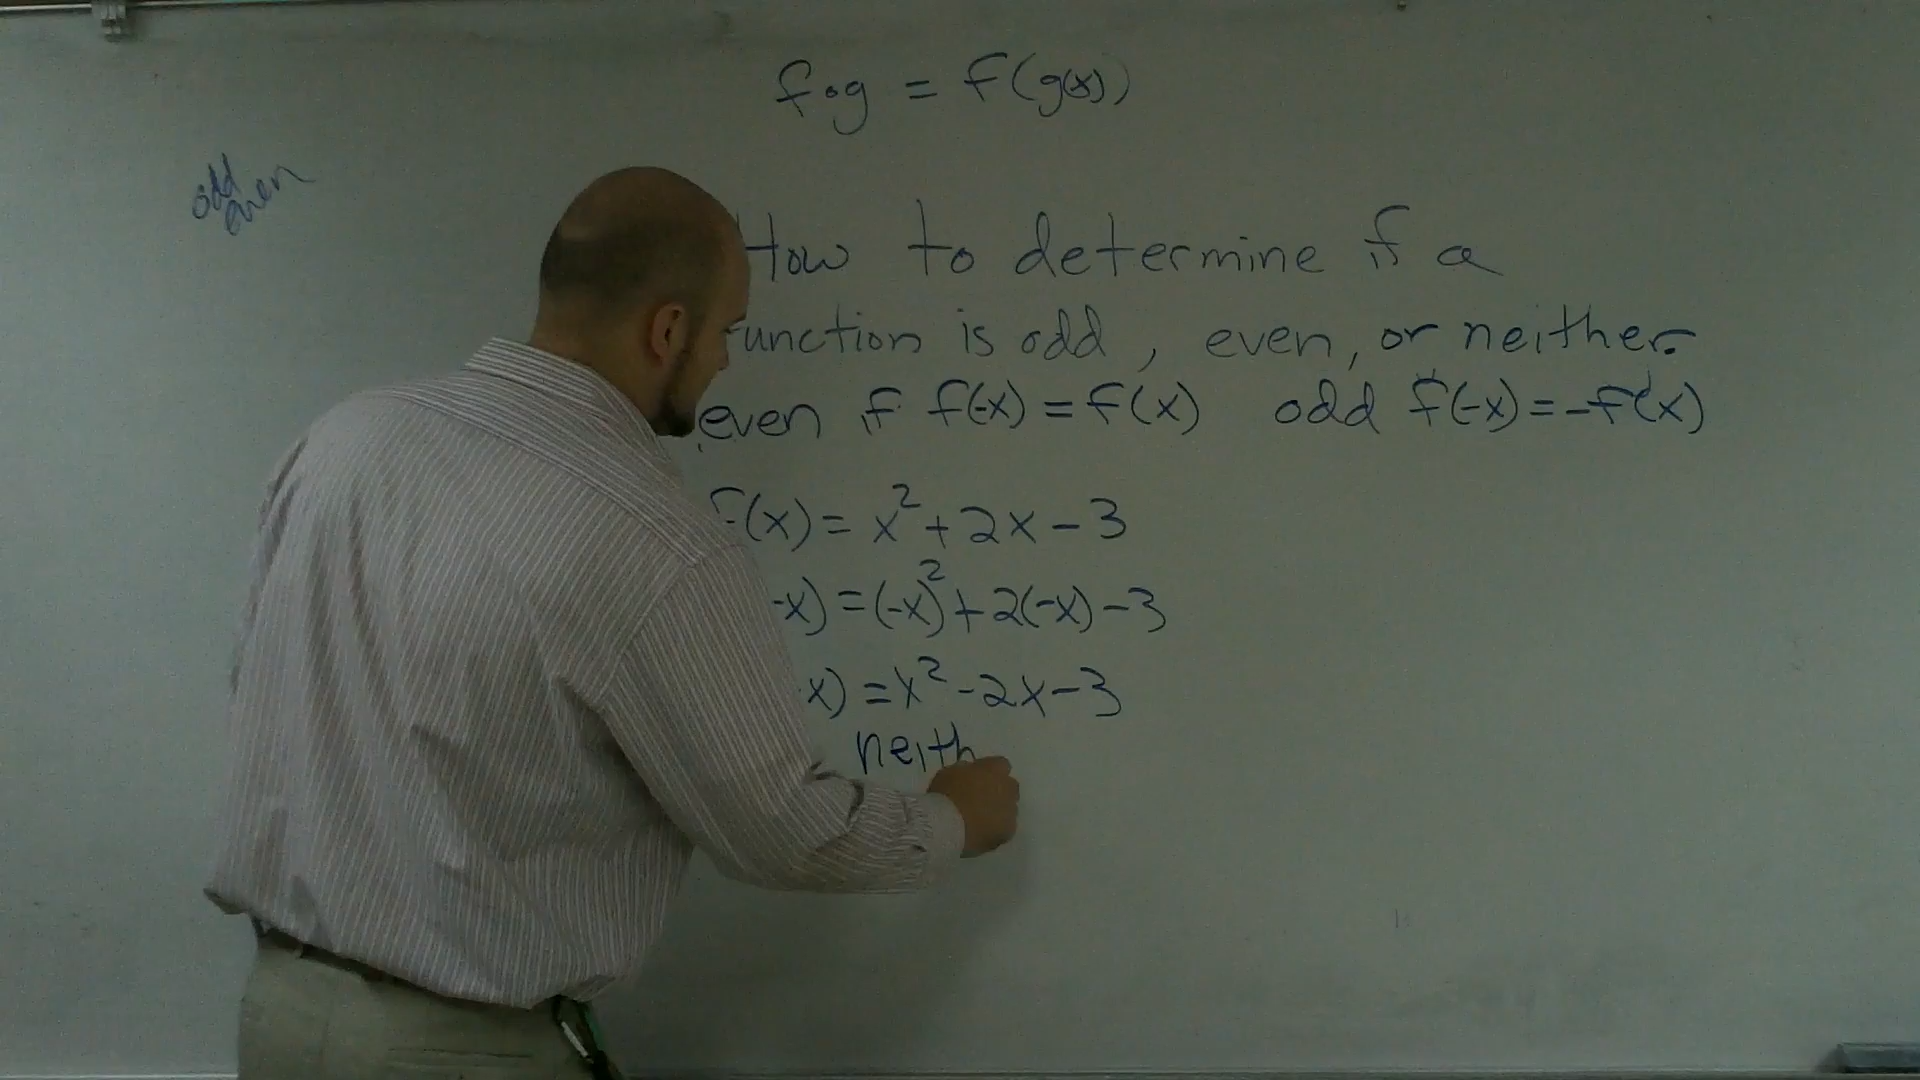 f∘g = f(g(x))
odd
even
How to determine if a
function is odd, even, or neither.
even if f(-x) = f(x) odd f(-x) = -f(x)
f(x) = x² + 2x - 3
-x) = (-x)² + 2(-x) - 3
x) = x² - 2x - 3
neith